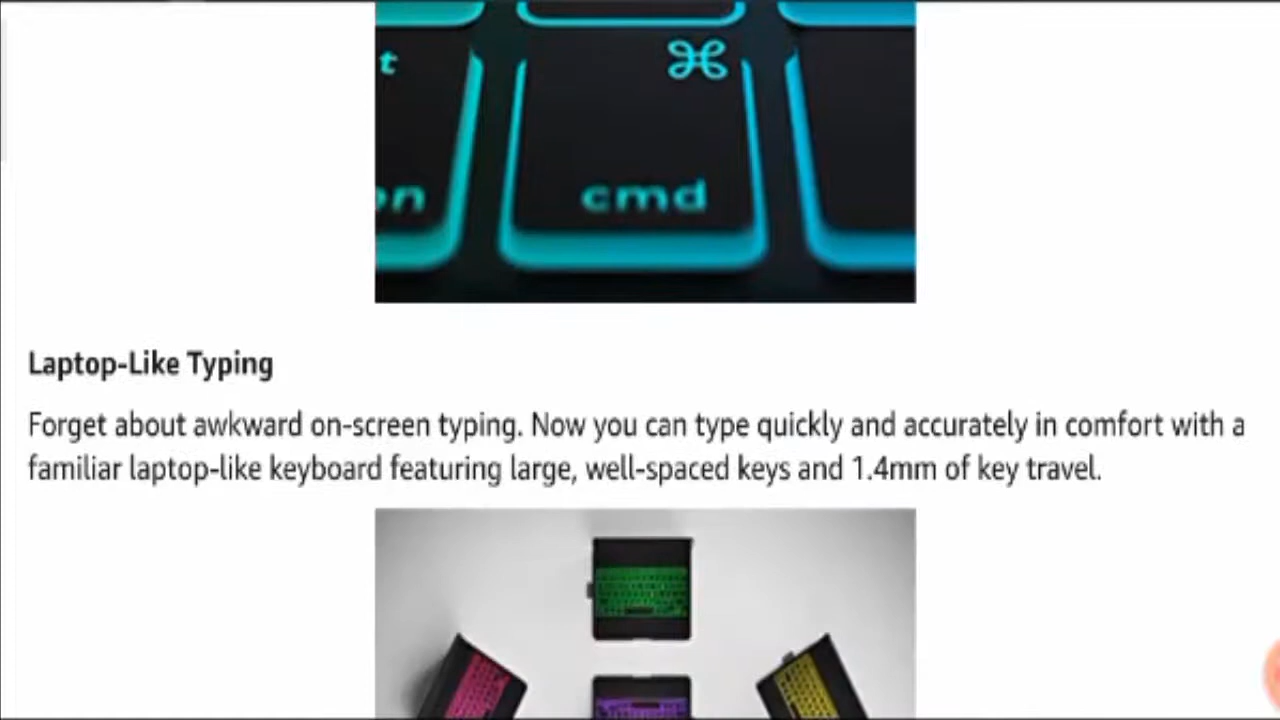 t
⌘
on
cmd
Laptop-Like Typing
Forget about awkward on-screen typing. Now you can type quickly and accurately in comfort with a
familiar laptop-like keyboard featuring large, well-spaced keys and 1.4mm of key travel.